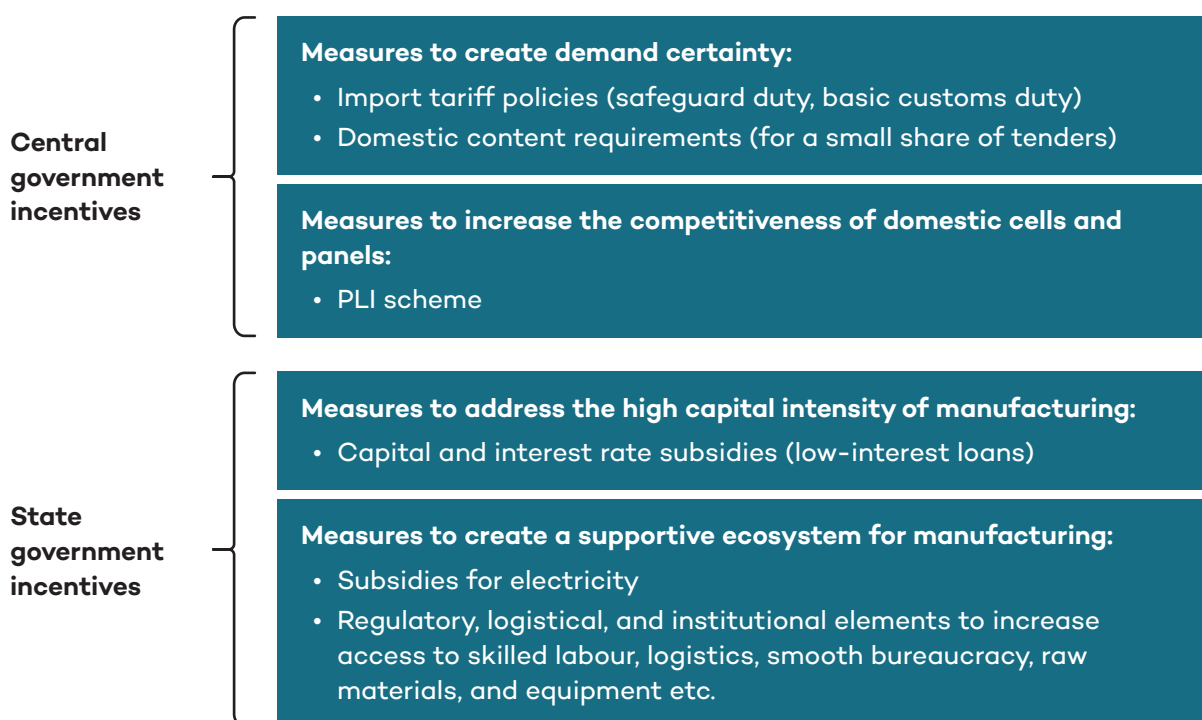 Central
government
incentives
Measures to create demand certainty:
• Import tariff policies (safeguard duty, basic customs duty)
• Domestic content requirements (for a small share of tenders)
Measures to increase the competitiveness of domestic cells and
panels:
• PLI scheme
State
government
incentives
Measures to address the high capital intensity of manufacturing:
• Capital and interest rate subsidies (low-interest loans)
Measures to create a supportive ecosystem for manufacturing:
• Subsidies for electricity
• Regulatory, logistical, and institutional elements to increase
access to skilled labour, logistics, smooth bureaucracy, raw
materials, and equipment etc.